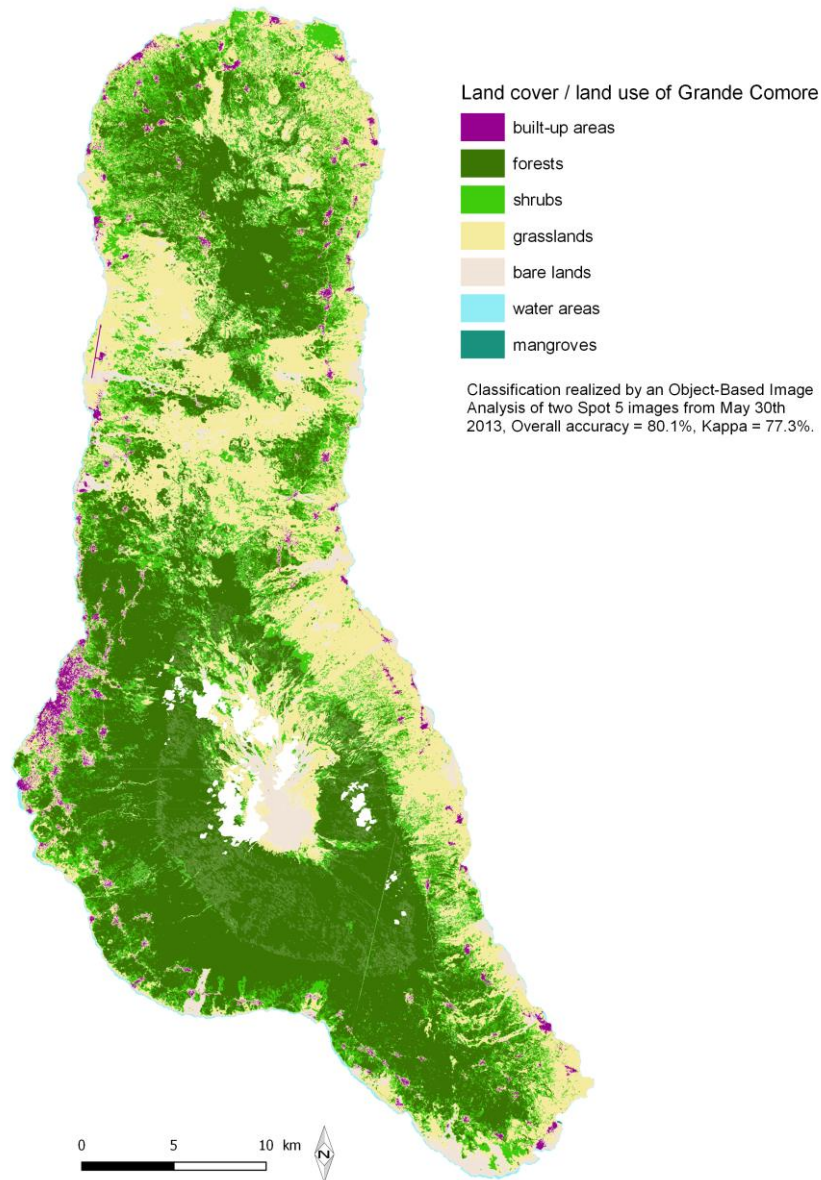 Land cover / land use of Grande Comore
built-up areas
forests
shrubs
grasslands
bare lands
water areas
mangroves
Classification realized by an Object-Based Image
Analysis of two Spot 5 images from May 30th
2013, Overall accuracy = 80.1%, Kappa = 77.3%.
0 5 10 km
N